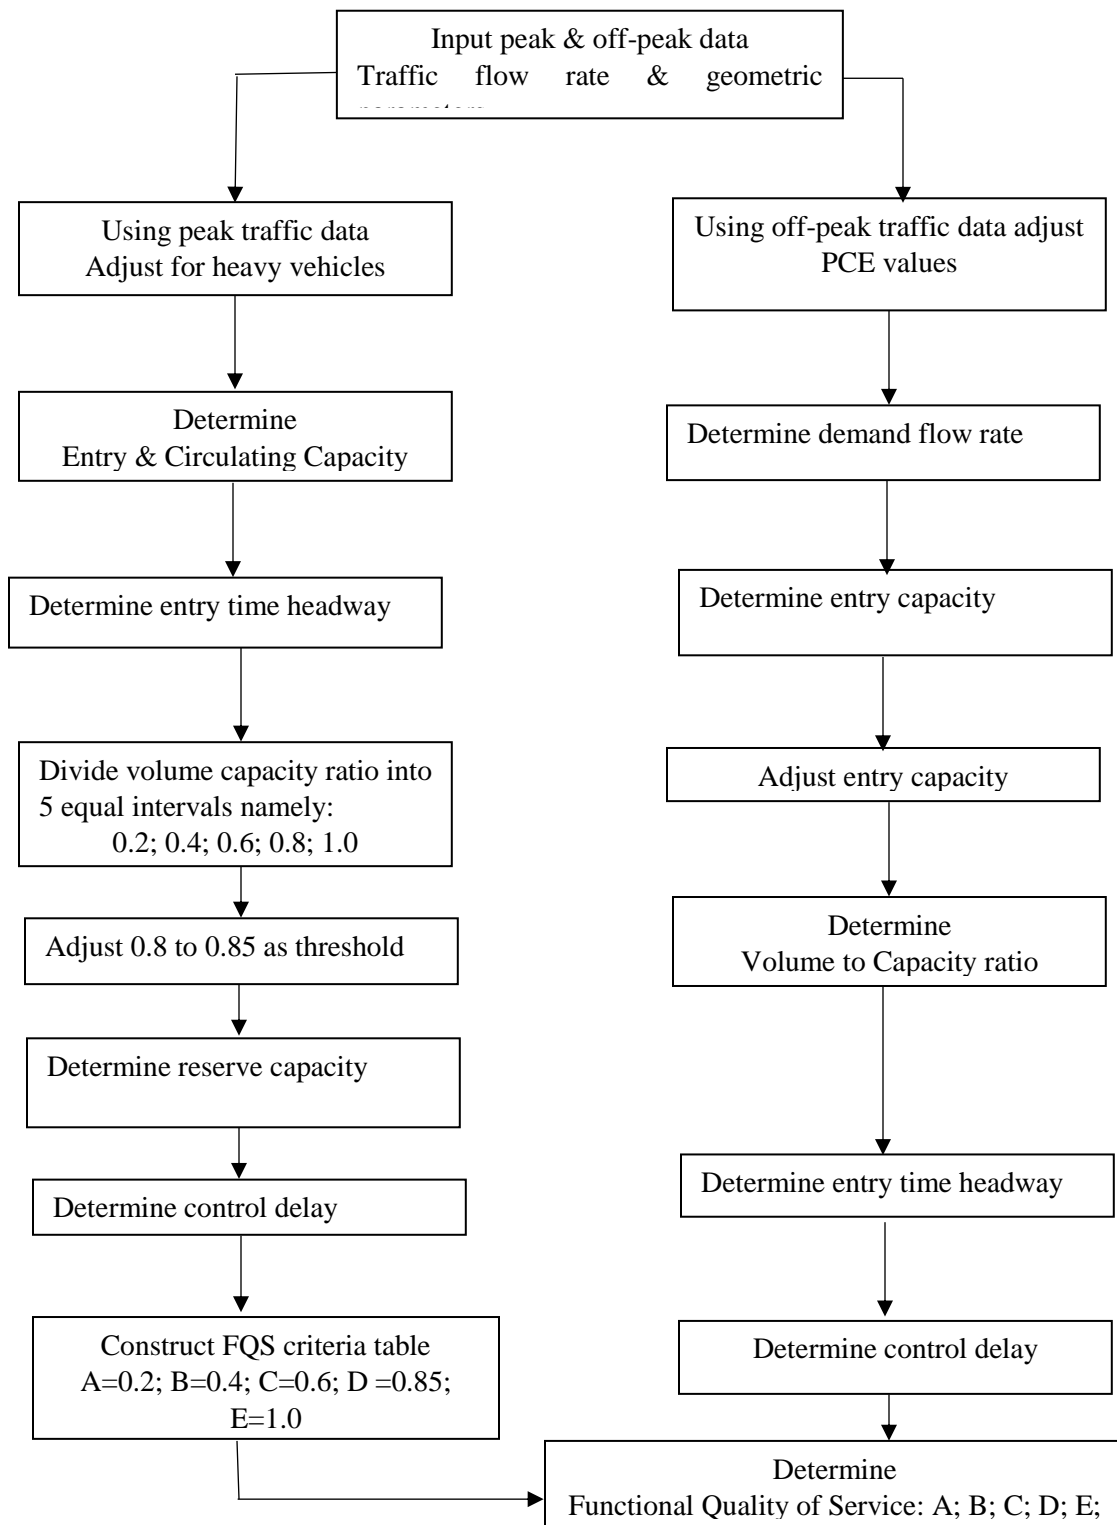 Input peak & off-peak data
Traffic flow rate & geometric
Using peak traffic data
Adjust for heavy vehicles
Determine
Entry & Circulating Capacity
Determine entry time headway
Divide volume capacity ratio into
5 equal intervals namely:
0.2; 0.4; 0.6; 0.8; 1.0
Adjust 0.8 to 0.85 as threshold
Determine reserve capacity
Determine control delay
Construct FQS criteria table
A=0.2; B=0.4; C=0.6; D =0.85;
E=1.0
Using off-peak traffic data adjust
PCE values
Determine demand flow rate
Determine entry capacity
Adjust entry capacity
Determine
Volume to Capacity ratio
Determine entry time headway
Determine control delay
Determine
Functional Quality of Service: A; B; C; D; E;